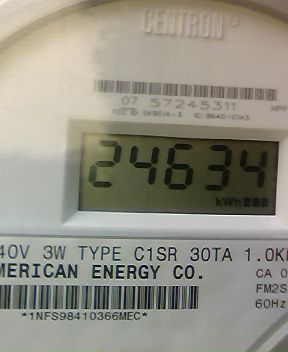 CENTRON®
07 57245311
24634
kWh
40V 3W TYPE C1SR 30TA 1.0K
MERICAN ENERGY CO.
CA 0
FM2S
60Hz
*1NFS98410366MEC*